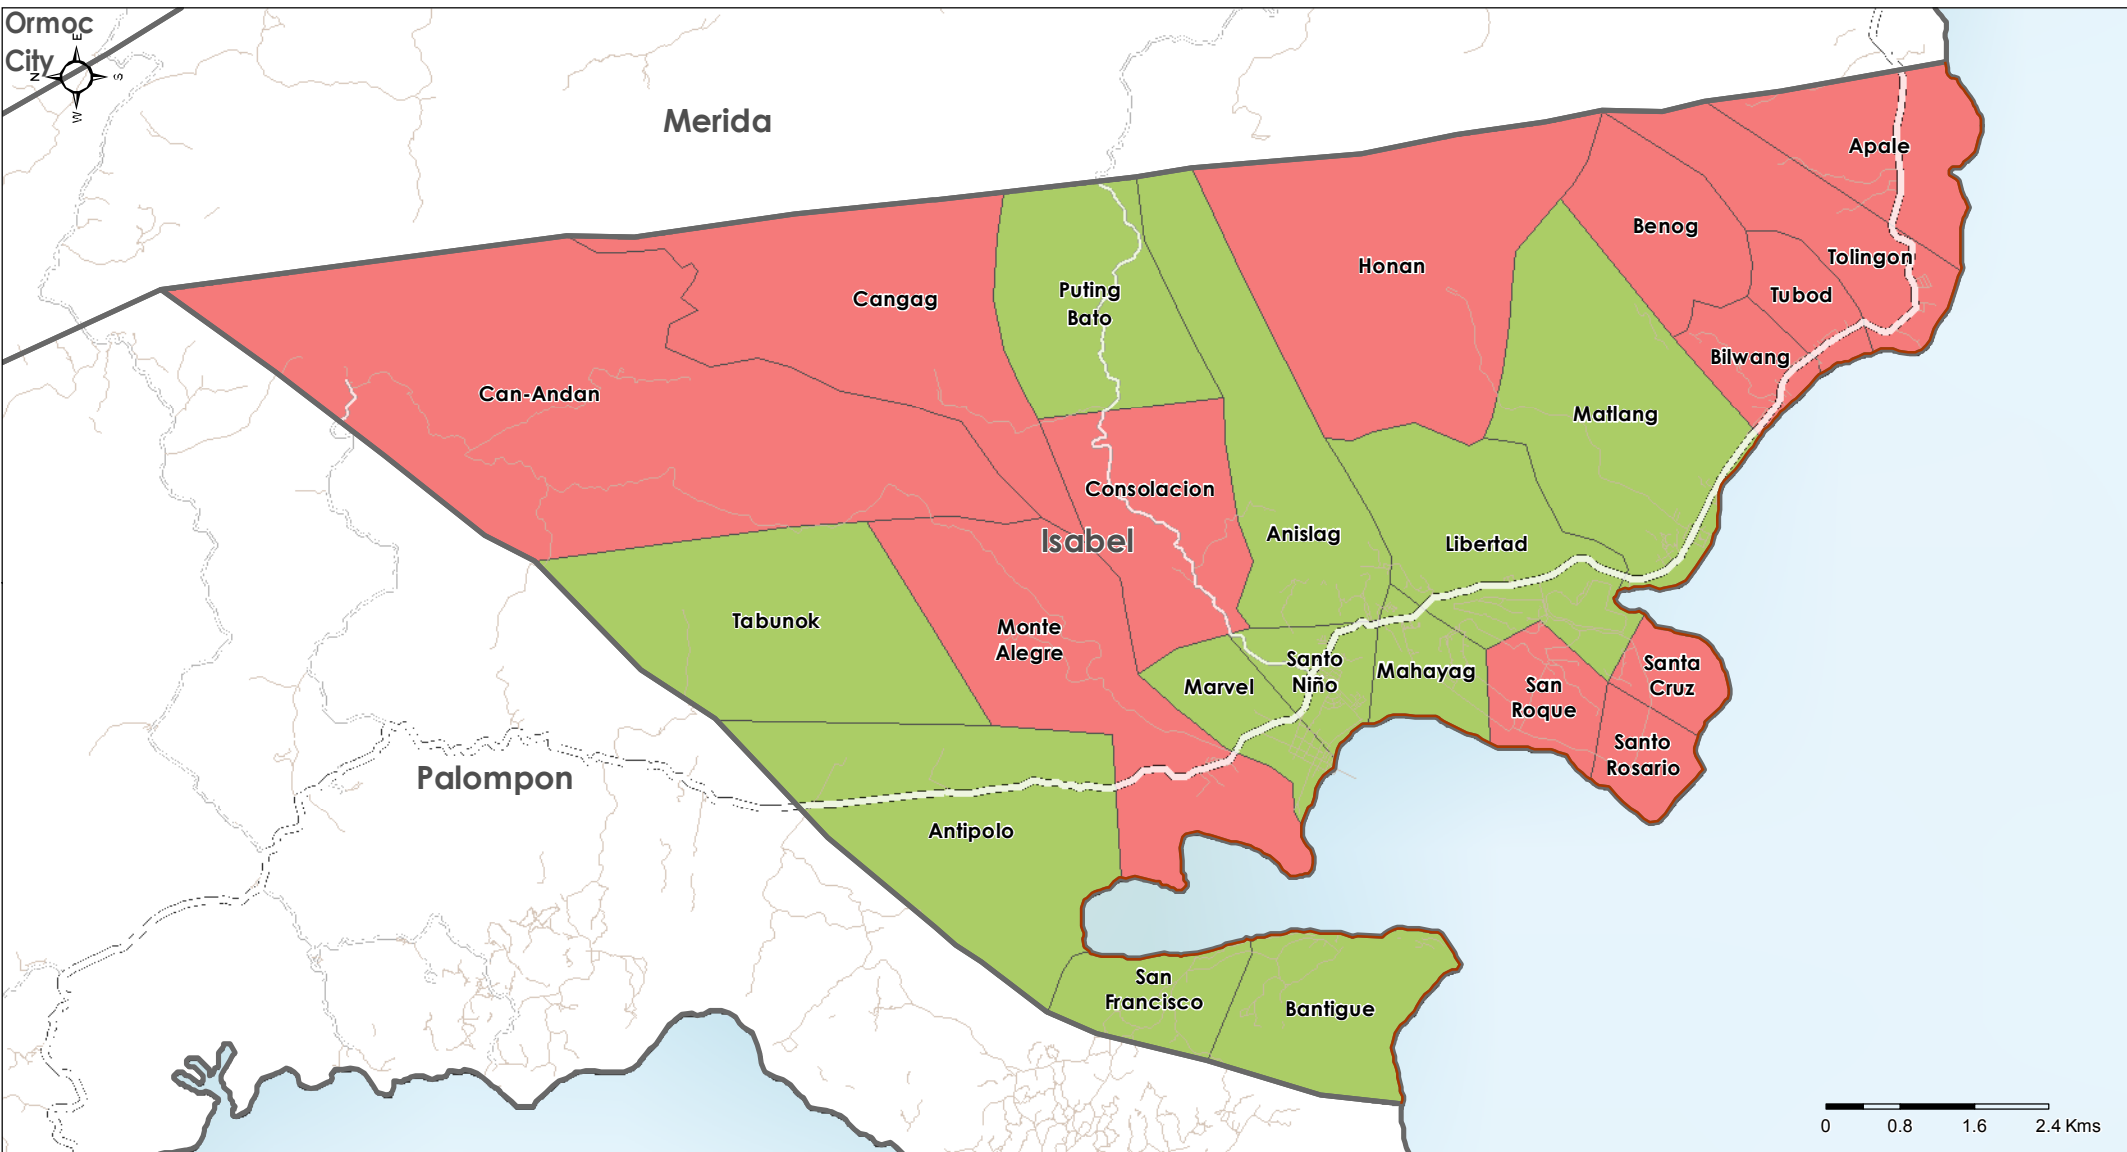 Ormoc
City
E
N
S
W
Merida
Apale
Benog
Tolingon
Honan
Tubod
Puting
Bato
Cangag
Bilwang
Can-Andan
Matlang
Consolacion
Anislag
Isabel
Libertad
Tabunok
Monte
Alegre
Santo
Niño
Marvel
Mahayag
Santa
Cruz
San
Roque
Santo
Rosario
Palompon
Antipolo
San
Francisco
Bantigue
0 0.8 1.6 2.4 Kms